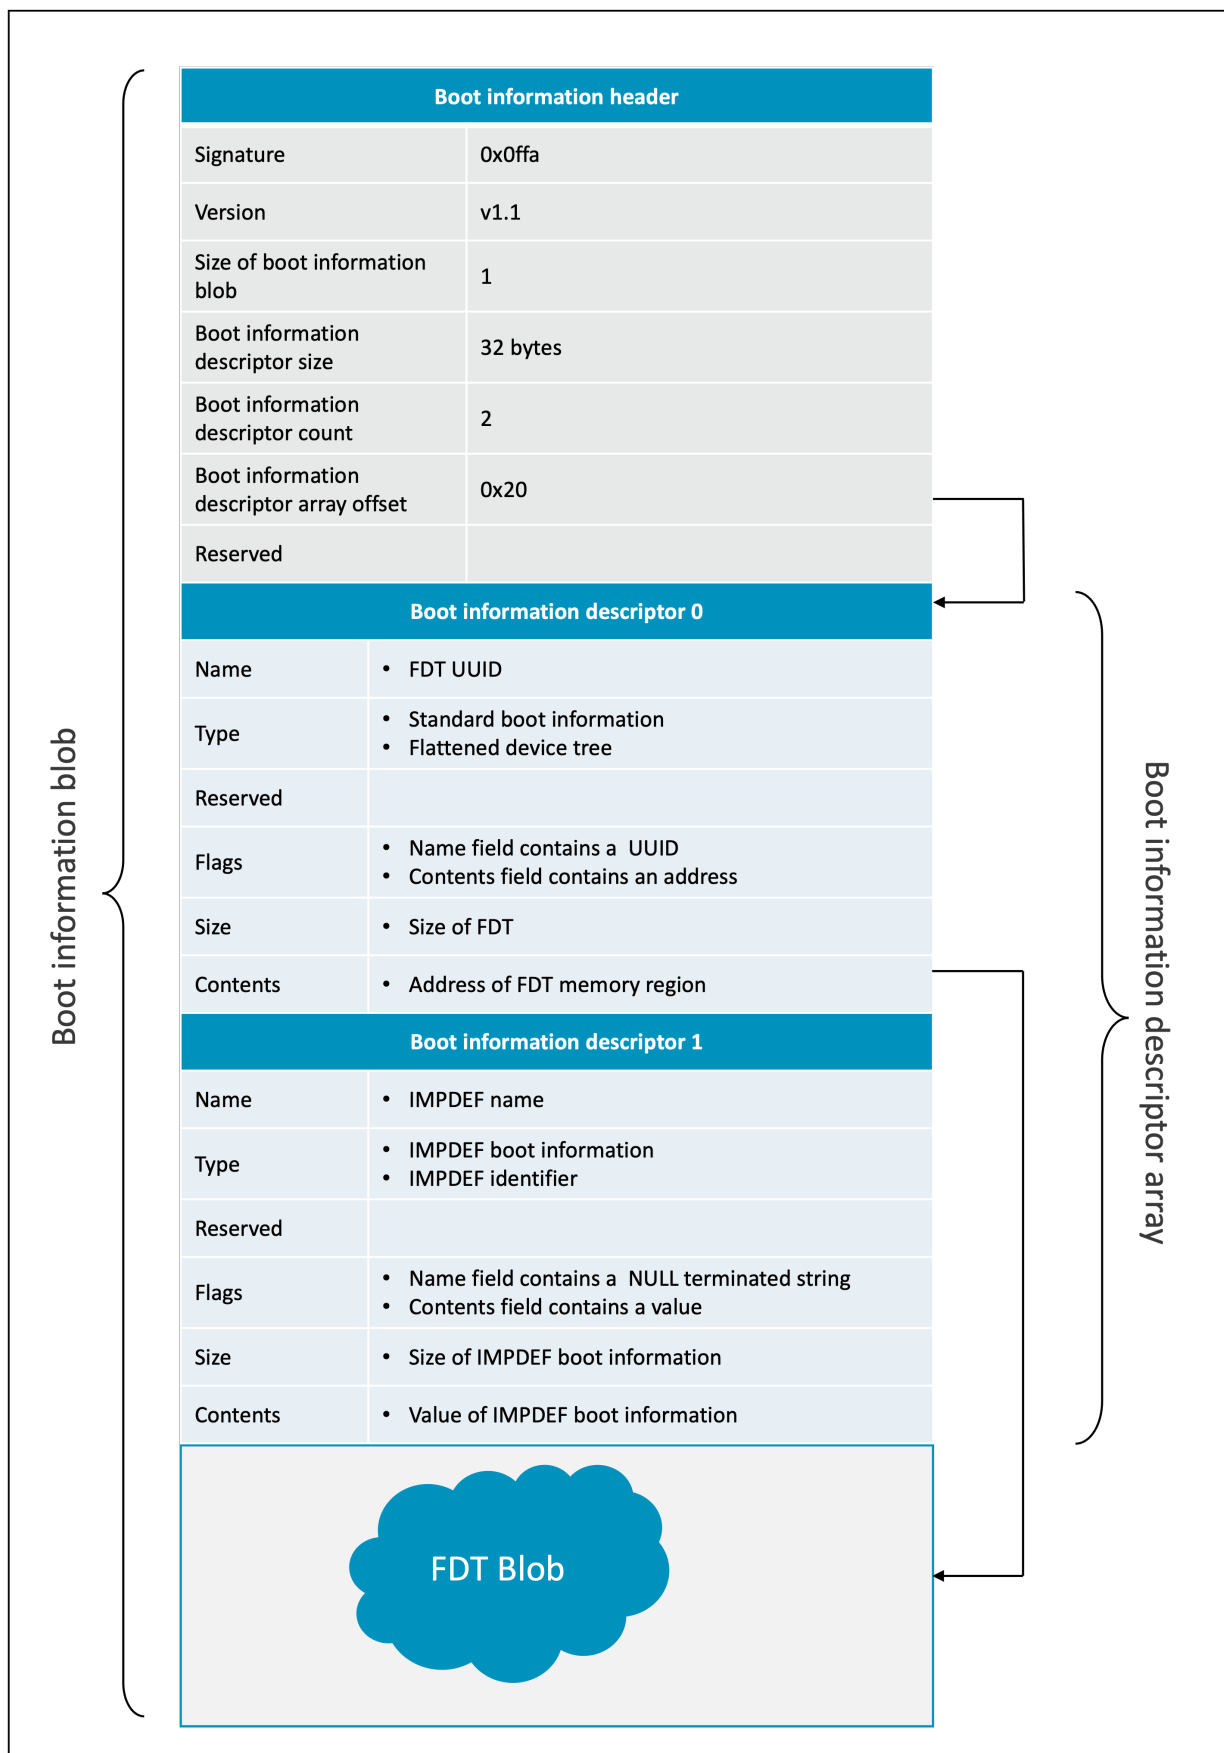 Boot information header
Signature 0x0ffa
Version v1.1
Size of boot information
blob
1
Boot information
descriptor size
32 bytes
Boot information
descriptor count
2
Boot information
descriptor array offset
0x20
Reserved
Boot information descriptor 0
Name • FDT UUID
Type
• Standard boot information
• Flattened device tree
Reserved
Flags
• Name field contains a  UUID
• Contents field contains an address
Size • Size of FDT
Contents • Address of FDT memory region
Boot information descriptor 1
Name • IMPDEF name
Type
• IMPDEF boot information
• IMPDEF identifier
Reserved
Flags
• Name field contains a  NULL terminated string
• Contents field contains a value
Size • Size of IMPDEF boot information
Contents • Value of IMPDEF boot information
FDT Blob
Boot information blob
Boot information descriptor array